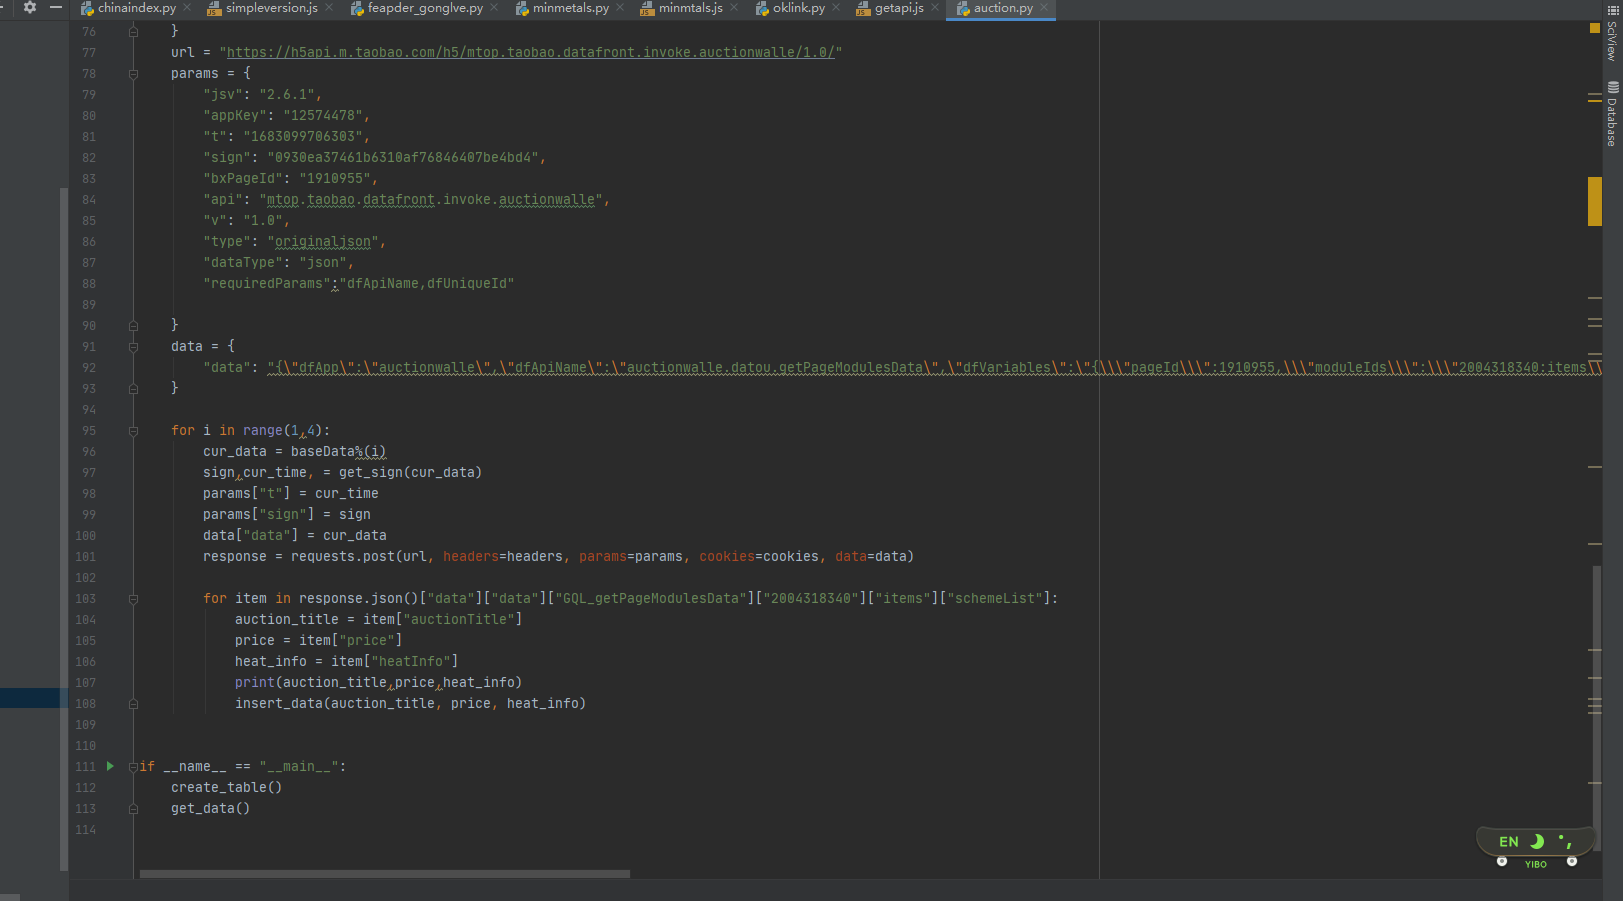 chinaindex.py simpleversion.js feapder_gonglve.py minmetals.py minmtals.js oklink.py getapi.js auction.py
76 }
77 url = "https://h5api.m.taobao.com/h5/mtop.taobao.datafront.invoke.auctionwalle/1.0/"
78 params = {
79 "jsv": "2.6.1",
80 "appKey": "12574478",
81 "t": "1683099706303",
82 "sign": "0930ea37461b6310af76846407be4bd4",
83 "bxPageId": "1910955",
84 "api": "mtop.taobao.datafront.invoke.auctionwalle",
85 "v": "1.0",
86 "type": "originaljson",
87 "dataType": "json",
88 "requiredParams":"dfApiName,dfUniqueId"
89
90 }
91 data = {
92 "data": "{\"dfApp\":\"auctionwalle\",\"dfApiName\":\"auctionwalle.datou.getPageModulesData\",\"dfVariables\":\"{\\\"pageId\\\":1910955,\\\"moduleIds\\\":\\\"2004318340:items\\
93 }
94
95 for i in range(1,4):
96 cur_data = baseData%(i)
97 sign,cur_time, = get_sign(cur_data)
98 params["t"] = cur_time
99 params["sign"] = sign
100 data["data"] = cur_data
101 response = requests.post(url, headers=headers, params=params, cookies=cookies, data=data)
102
103 for item in response.json()["data"]["data"]["GQL_getPageModulesData"]["2004318340"]["items"]["schemeList"]:
104 auction_title = item["auctionTitle"]
105 price = item["price"]
106 heat_info = item["heatInfo"]
107 print(auction_title,price,heat_info)
108 insert_data(auction_title, price, heat_info)
109
110
111 if __name__ == "__main__":
112 create_table()
113 get_data()
114
SciView
Database
EN
YIBO